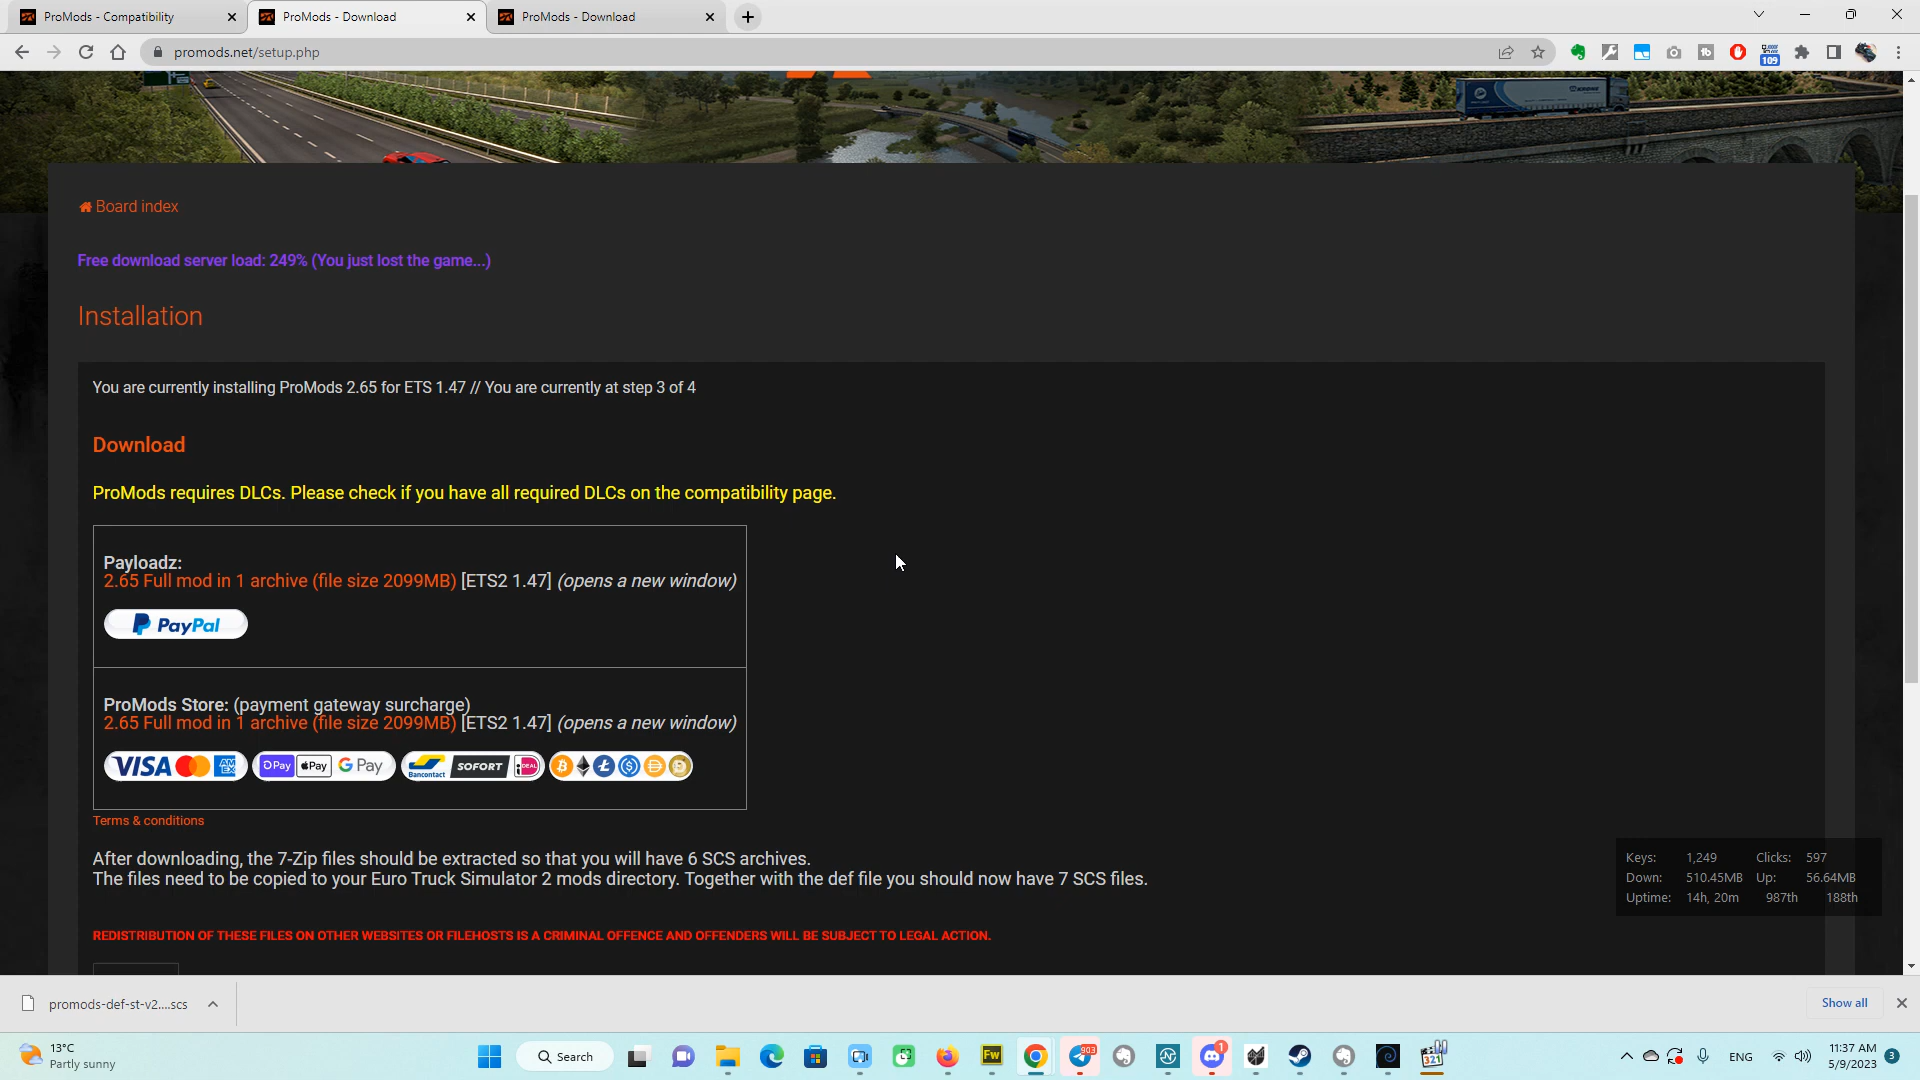 ProMods - Compatibility
ProMods - Download
ProMods - Download
promods.net/setup.php
109
Board index
Free download server load: 249% (You just lost the game...)
Installation
You are currently installing ProMods 2.65 for ETS 1.47 // You are currently at step 3 of 4
Download
ProMods requires DLCs. Please check if you have all required DLCs on the compatibility page.
Payloadz:
2.65 Full mod in 1 archive (file size 2099MB) [ETS2 1.47] (opens a new window)
PayPal
ProMods Store: (payment gateway surcharge)
2.65 Full mod in 1 archive (file size 2099MB) [ETS2 1.47] (opens a new window)
VISA AMEX Pay Pay G Pay Bancontact SOFORT iDEAL
Terms & conditions
After downloading, the 7-Zip files should be extracted so that you will have 6 SCS archives.
The files need to be copied to your Euro Truck Simulator 2 mods directory. Together with the def file you should now have 7 SCS files.
Keys: 1,249 Clicks: 597
Down: 510.45MB Up: 56.64MB
Uptime: 14h, 20m 987th 188th
REDISTRIBUTION OF THESE FILES ON OTHER WEBSITES OR FILEHOSTS IS A CRIMINAL OFFENCE AND OFFENDERS WILL BE SUBJECT TO LEGAL ACTION.
promods-def-st-v2....scs
Show all
13°C
Partly sunny
Search
Fw
903
1
321
ENG
11:37 AM
5/9/2023
3